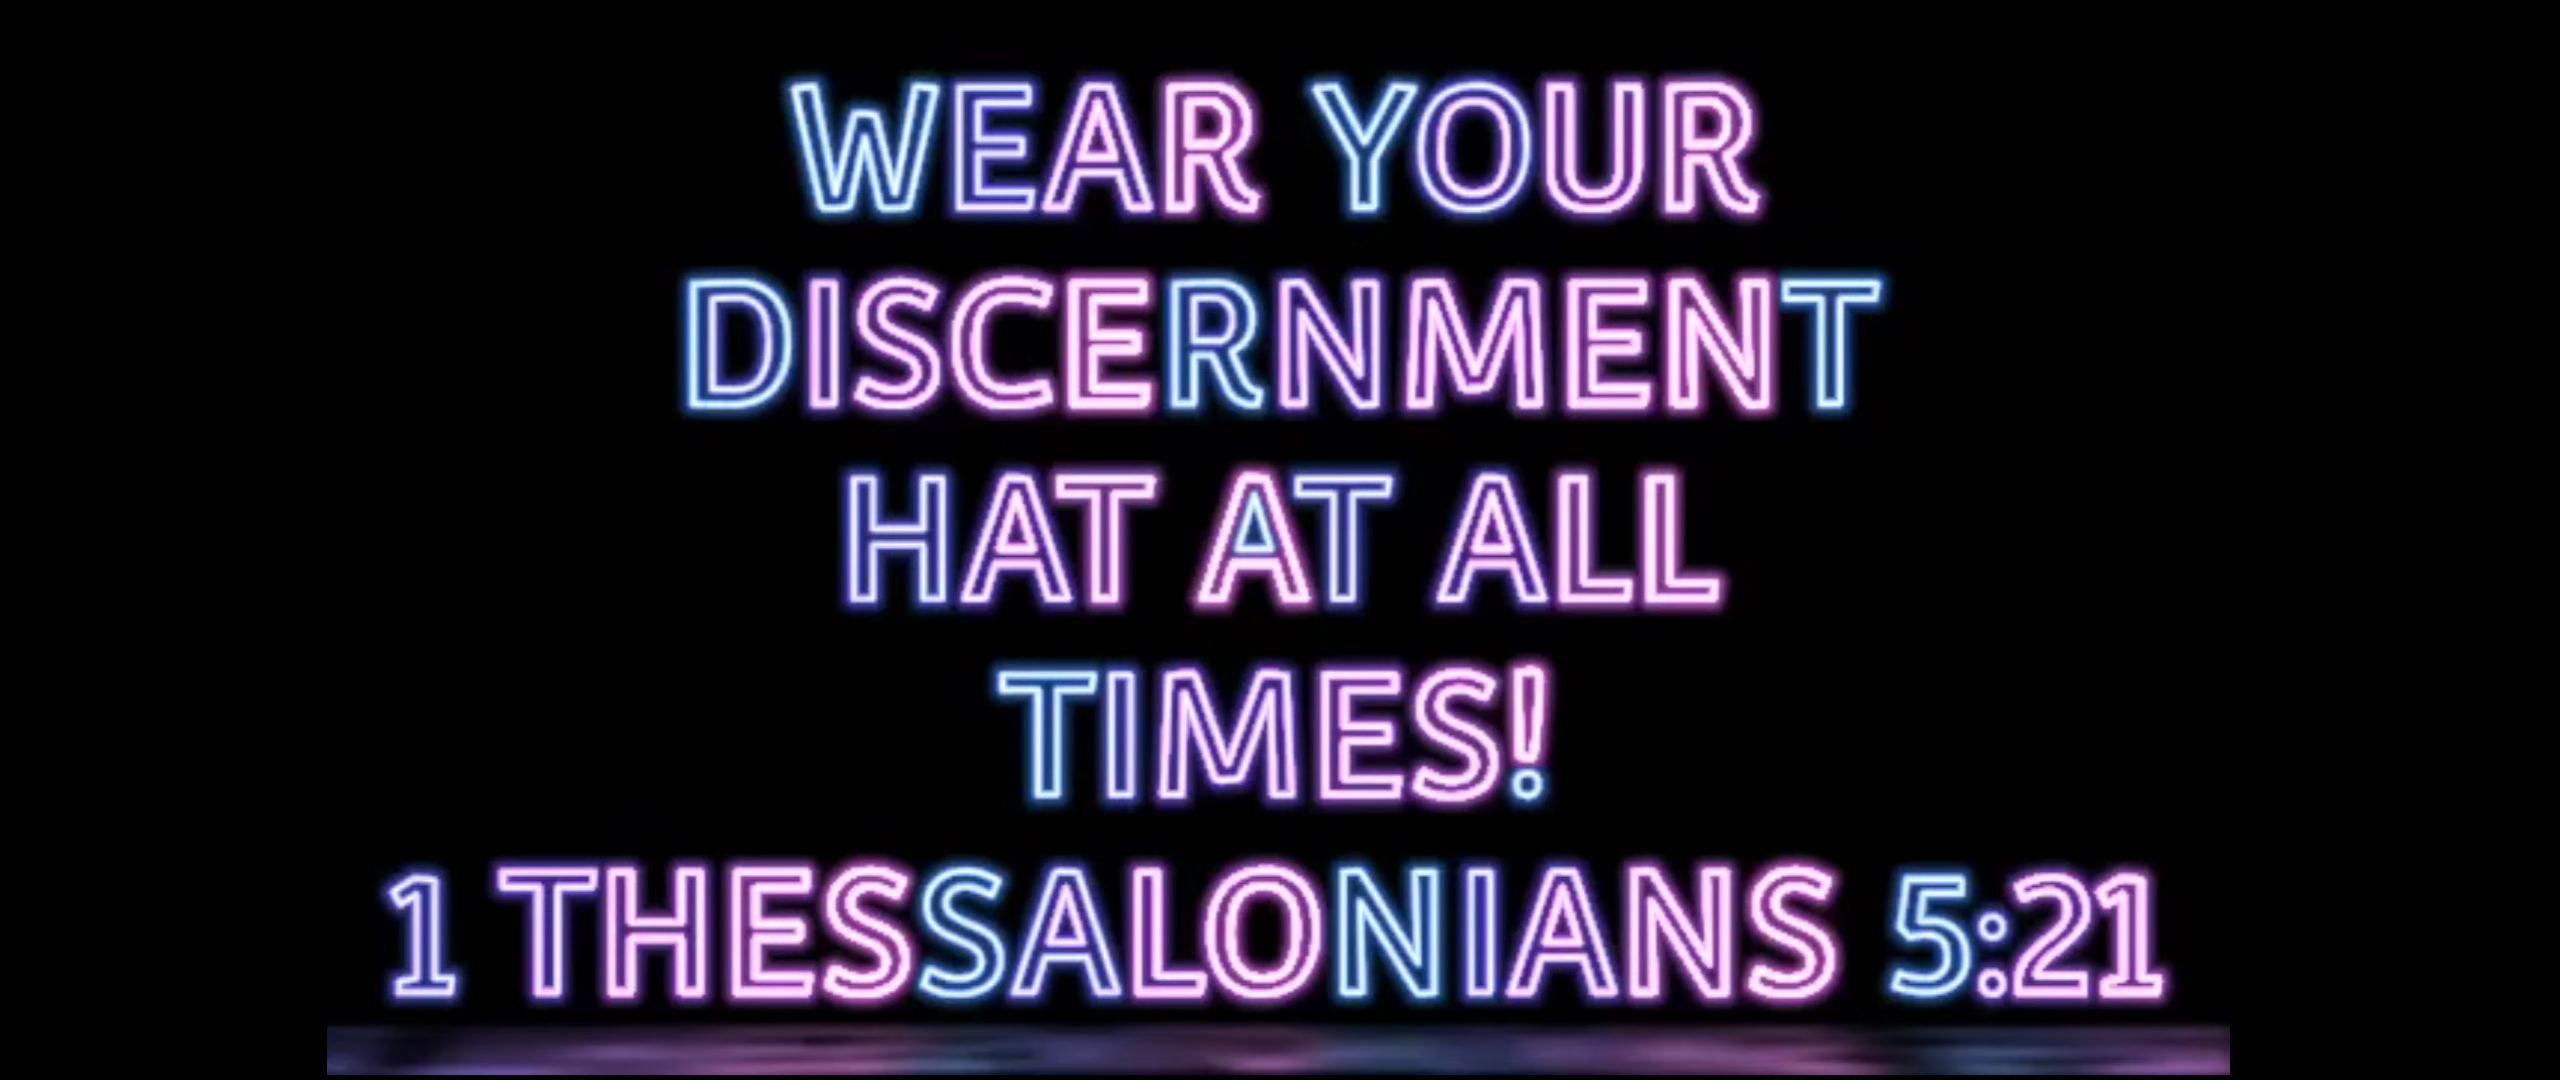 WEAR YOUR
DISCERNMENT
HAT AT ALL
TIMES!
1 THESSALONIANS 5:21